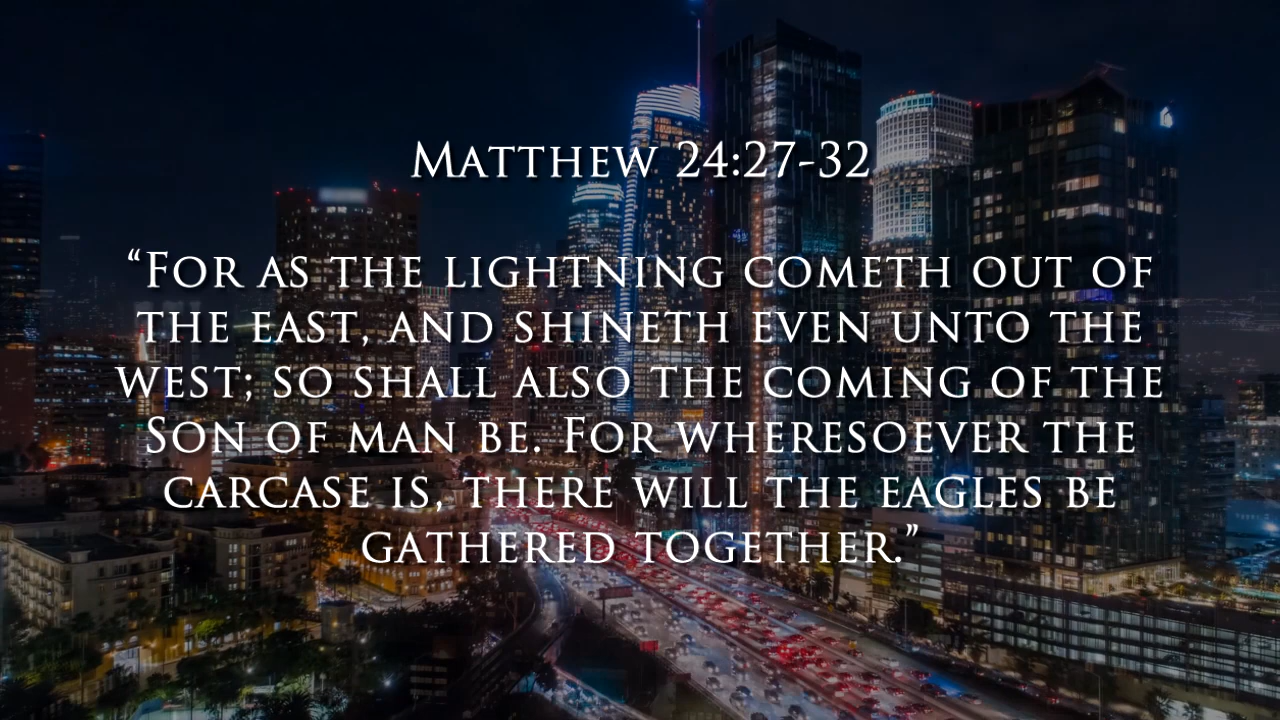 Matthew 24:27-32
“For as the lightning cometh out of
the east, and shineth even unto the
west; so shall also the coming of the
Son of man be. For wheresoever the
carcase is, there will the eagles be
gathered together.”